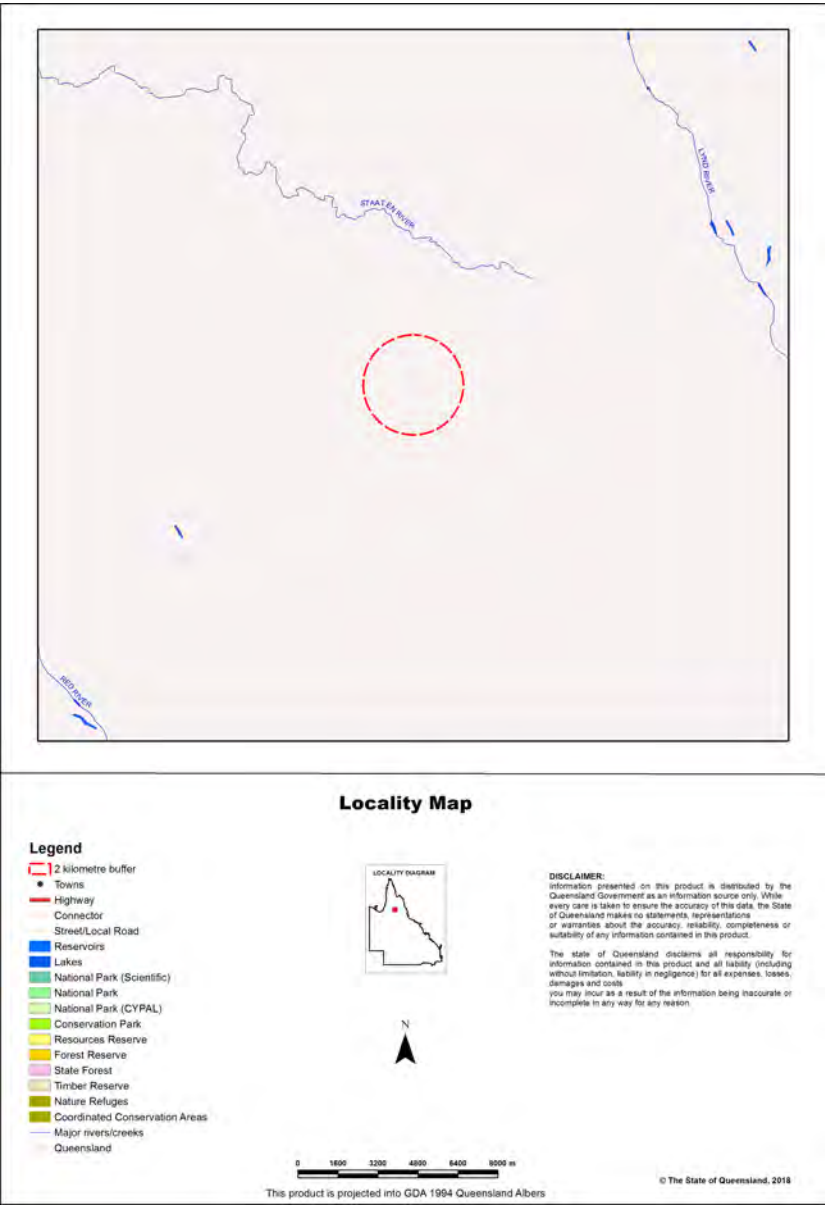 STAATEN RIVER
LYND RIVER
RED RIVER
Locality Map
Legend
2 kilometre buffer
Towns
Highway
Connector
Street/Local Road
Reservoirs
Lakes
National Park (Scientific)
National Park
National Park (CYPAL)
Conservation Park
Resources Reserve
Forest Reserve
State Forest
Timber Reserve
Nature Refuges
Coordinated Conservation Areas
Major rivers/creeks
Queensland
LOCALITY DIAGRAM
N
0 1600 3200 4800 6400 8000 m
This product is projected into GDA 1994 Queensland Albers
DISCLAIMER:
Information presented on this product is distributed by the
Queensland Government as an information source only. While
every care is taken to ensure the accuracy of this data, the State
of Queensland makes no statements, representations
or warranties about the accuracy, reliability, completeness or
suitability of any information contained in this product.
The state of Queensland disclaims all responsibility for
information contained in this product and all liability (including
without limitation, liability in negligence) for all expenses, losses,
damages and costs
you may incur as a result of the information being inaccurate or
incomplete in any way for any reason.
© The State of Queensland, 2018